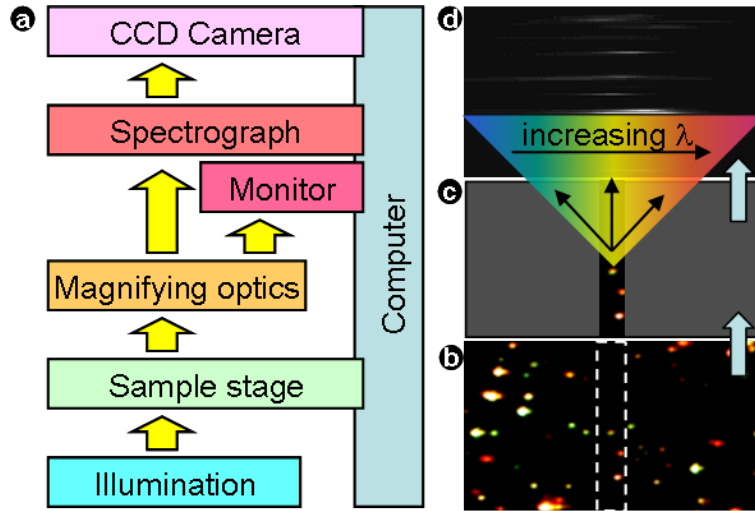 a
CCD Camera
Spectrograph
Monitor
Magnifying optics
Sample stage
Illumination
Computer
d
increasing λ
c
b